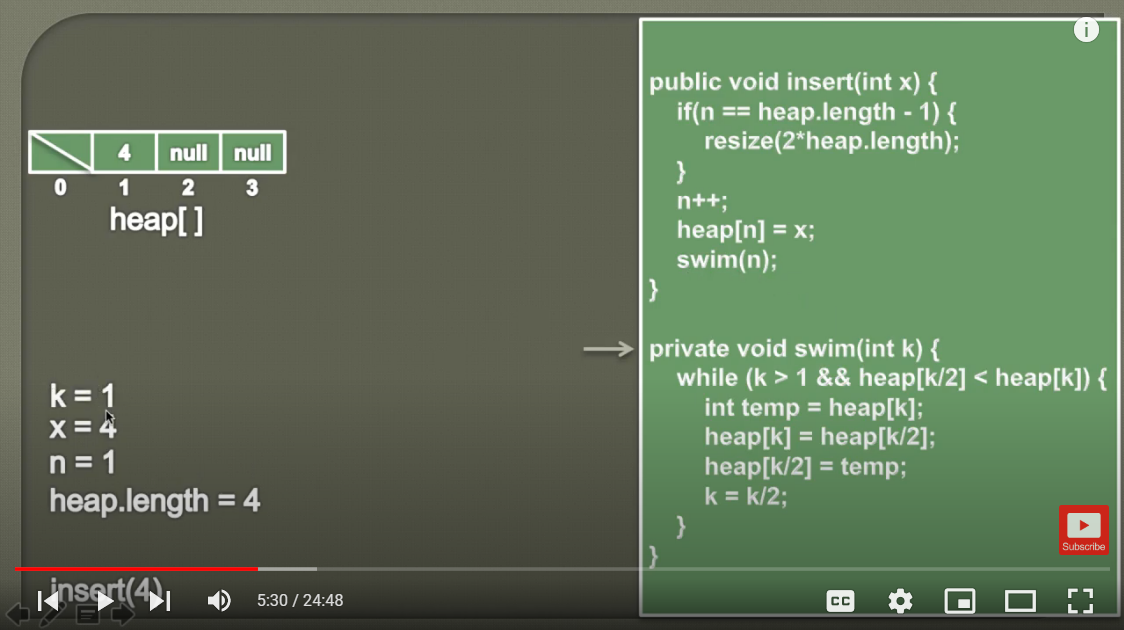 4 null null
0 1 2 3
heap[ ]
k = 1
x = 4
n = 1
heap.length = 4
insert(4)
public void insert(int x) {
if(n == heap.length - 1) {
resize(2*heap.length);
}
n++;
heap[n] = x;
swim(n);
}
private void swim(int k) {
while (k > 1 && heap[k/2] < heap[k]) {
int temp = heap[k];
heap[k] = heap[k/2];
heap[k/2] = temp;
k = k/2;
}
}
i
Subscribe
5:30 / 24:48
CC